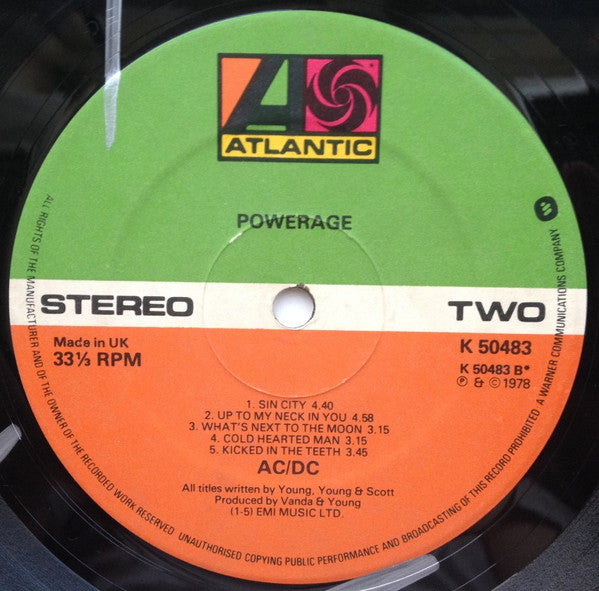 ATLANTIC
POWERAGE
STEREO
TWO
Made in UK
33⅓ RPM
K 50483
K 50483 B*
℗ & © 1978
1. SIN CITY 4.40
2. UP TO MY NECK IN YOU 4.58
3. WHAT'S NEXT TO THE MOON 3.15
4. COLD HEARTED MAN 3.15
5. KICKED IN THE TEETH 3.45
AC/DC
All titles written by Young, Young & Scott
Produced by Vanda & Young
(1-5) EMI MUSIC LTD.
ALL RIGHTS OF THE MANUFACTURER AND OF THE OWNER OF THE RECORDED WORK RESERVED UNAUTHORISED COPYING PUBLIC PERFORMANCE AND BROADCASTING OF THIS RECORD PROHIBITED A WARNER COMMUNICATIONS COMPANY